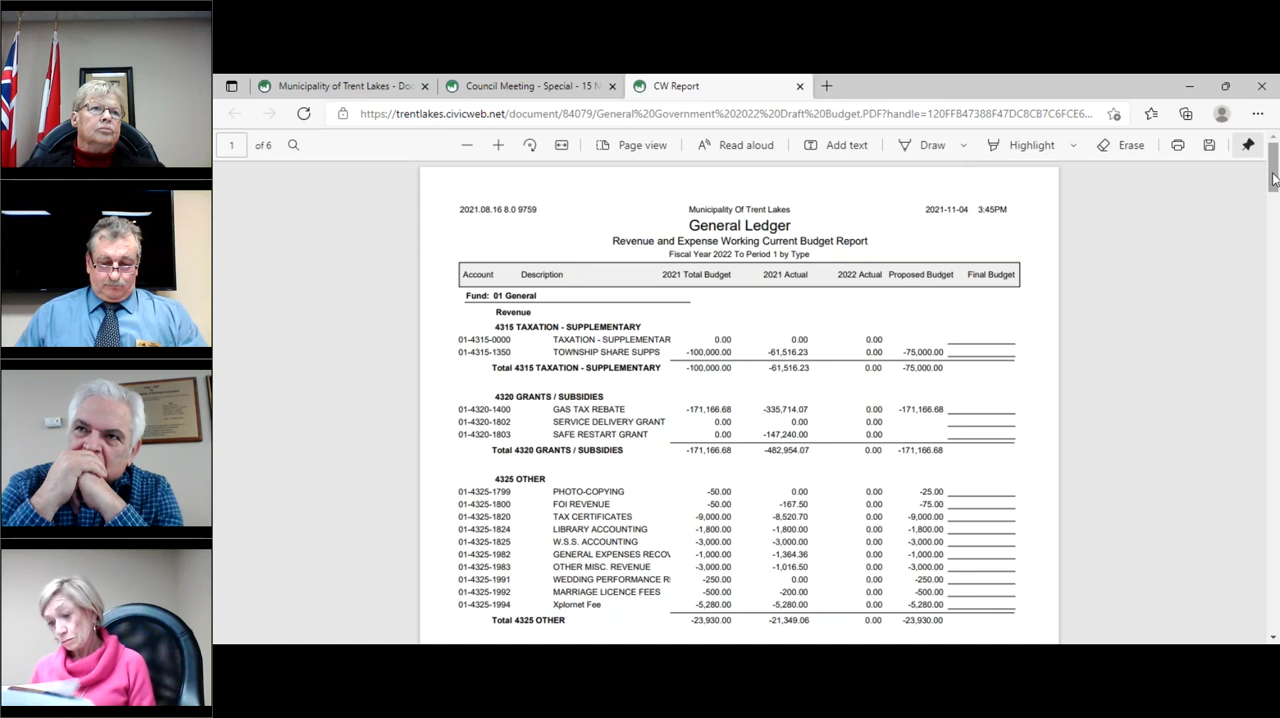 Municipality of Trent Lakes - Doc
Council Meeting - Special - 15 N
CW Report
https://trentlakes.civicweb.net/document/84079/General%20Government%202022%20Draft%20Budget.PDF?handle=120FFB47388F47DC8CB7C6FCE6...
1 of 6 Page view Read aloud Add text Draw Highlight Erase
2021.08.16 8.0 9759 Municipality Of Trent Lakes 2021-11-04 3:45PM
General Ledger
Revenue and Expense Working Current Budget Report
Fiscal Year 2022 To Period 1 by Type
Account Description 2021 Total Budget 2021 Actual 2022 Actual Proposed Budget Final Budget
Fund: 01 General
Revenue
4315 TAXATION - SUPPLEMENTARY
01-4315-0000 TAXATION - SUPPLEMENTAR 0.00 0.00 0.00
01-4315-1350 TOWNSHIP SHARE SUPPS -100,000.00 -61,516.23 0.00 -75,000.00
Total 4315 TAXATION - SUPPLEMENTARY -100,000.00 -61,516.23 0.00 -75,000.00
4320 GRANTS / SUBSIDIES
01-4320-1400 GAS TAX REBATE -171,166.68 -335,714.07 0.00 -171,166.68
01-4320-1802 SERVICE DELIVERY GRANT 0.00 0.00 0.00
01-4320-1803 SAFE RESTART GRANT 0.00 -147,240.00 0.00
Total 4320 GRANTS / SUBSIDIES -171,166.68 -482,954.07 0.00 -171,166.68
4325 OTHER
01-4325-1799 PHOTO-COPYING -50.00 0.00 0.00 -25.00
01-4325-1800 FOI REVENUE -50.00 -167.50 0.00 -75.00
01-4325-1820 TAX CERTIFICATES -9,000.00 -8,520.70 0.00 -9,000.00
01-4325-1824 LIBRARY ACCOUNTING -1,800.00 -1,800.00 0.00 -1,800.00
01-4325-1825 W.S.S. ACCOUNTING -3,000.00 -3,000.00 0.00 -3,000.00
01-4325-1982 GENERAL EXPENSES RECOV -1,000.00 -1,364.36 0.00 -1,000.00
01-4325-1983 OTHER MISC. REVENUE -3,000.00 -1,016.50 0.00 -3,000.00
01-4325-1991 WEDDING PERFORMANCE R -250.00 0.00 0.00 -250.00
01-4325-1992 MARRIAGE LICENCE FEES -500.00 -200.00 0.00 -500.00
01-4325-1994 Xplornet Fee -5,280.00 -5,280.00 0.00 -5,280.00
Total 4325 OTHER -23,930.00 -21,349.06 0.00 -23,930.00